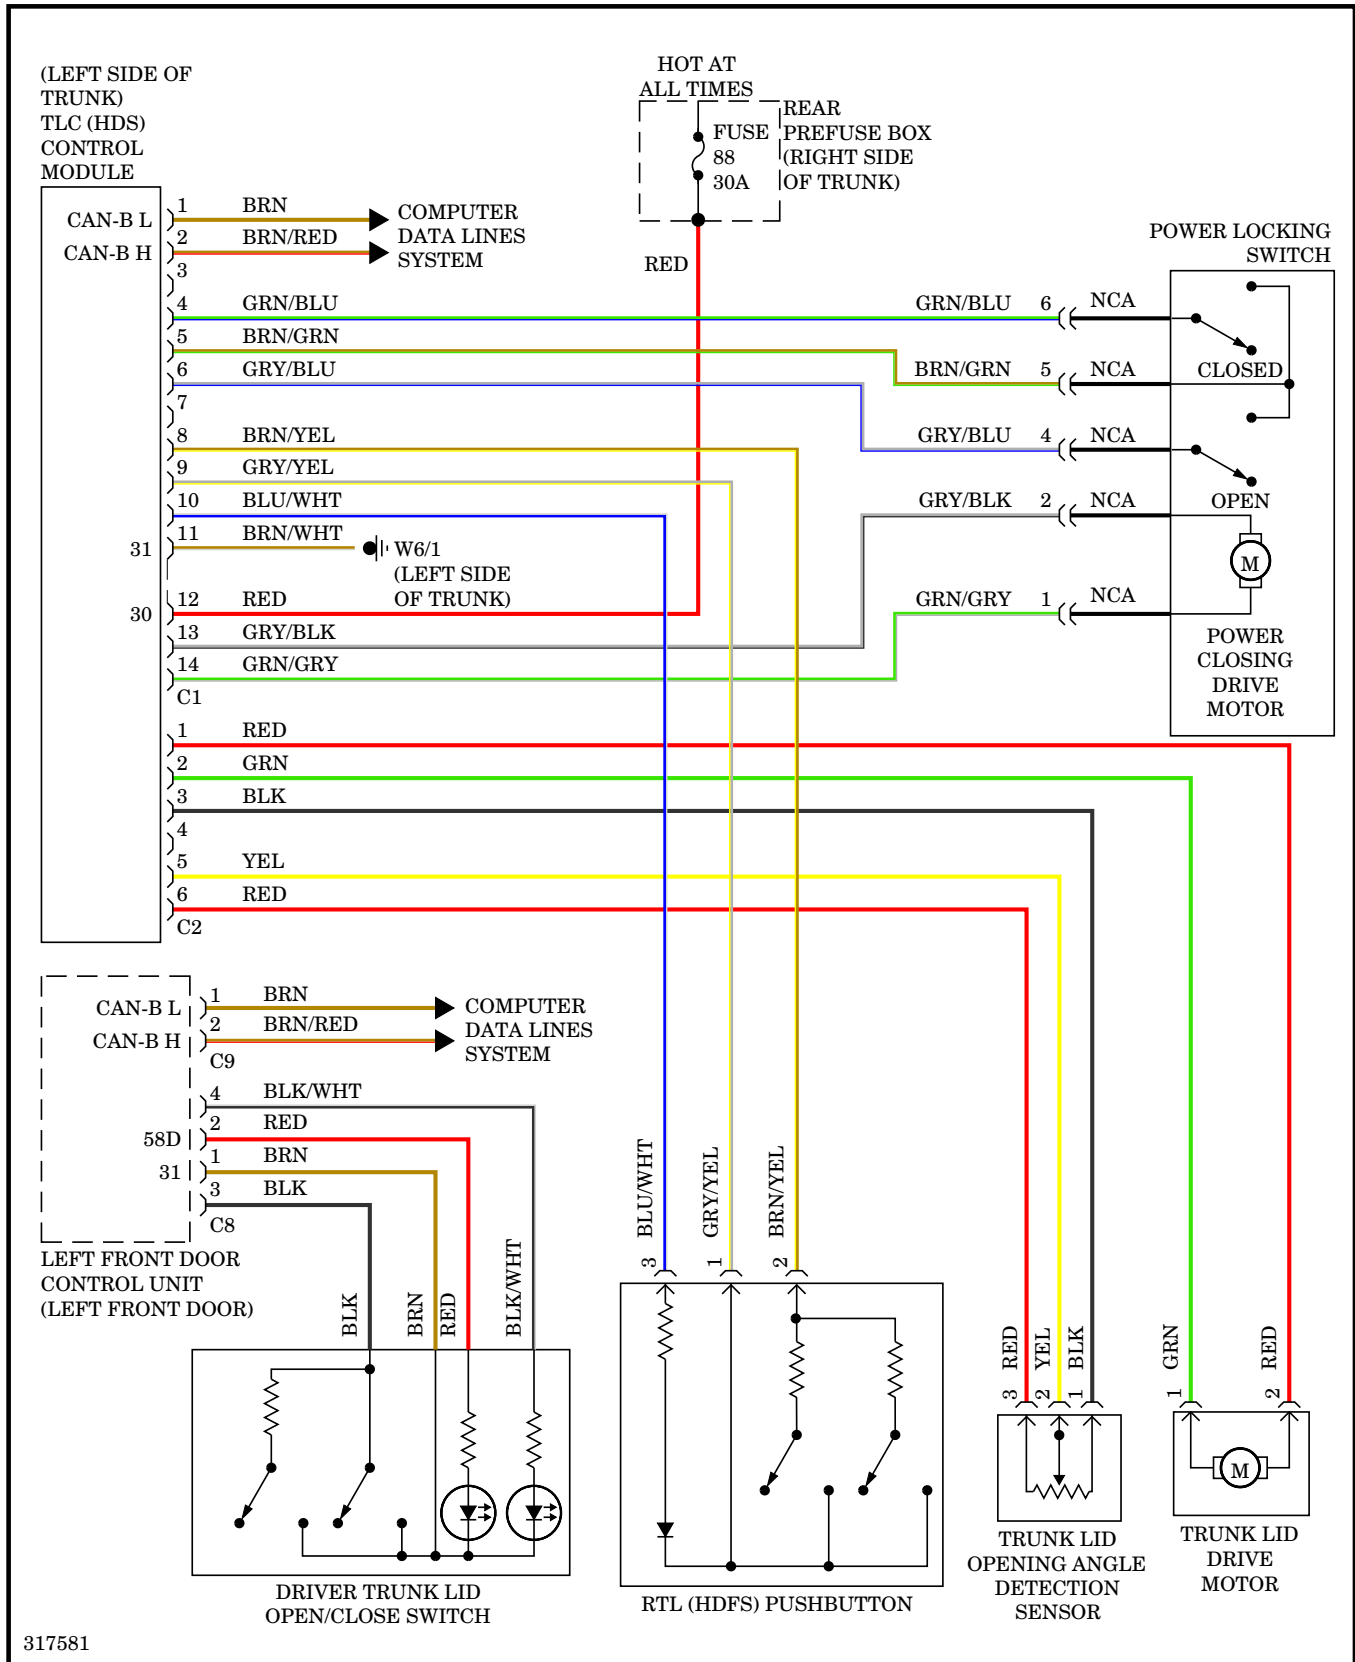 (LEFT SIDE OF
TRUNK)
TLC (HDS)
CONTROL
MODULE
HOT AT
ALL TIMES
FUSE
88
30A
REAR
PREFUSE BOX
(RIGHT SIDE
OF TRUNK)
RED
CAN-B L 1 BRN
CAN-B H 2 BRN/RED
COMPUTER
DATA LINES
SYSTEM
3
4 GRN/BLU
5 BRN/GRN
6 GRY/BLU
7
8 BRN/YEL
9 GRY/YEL
10 BLU/WHT
31 11 BRN/WHT
W6/1
(LEFT SIDE
OF TRUNK)
30 12 RED
13 GRY/BLK
14 GRN/GRY
C1
1 RED
2 GRN
3 BLK
4
5 YEL
6 RED
C2
POWER LOCKING
SWITCH
GRN/BLU 6 NCA
CLOSED
BRN/GRN 5 NCA
GRY/BLU 4 NCA
OPEN
GRY/BLK 2 NCA
M
GRN/GRY 1 NCA
POWER
CLOSING
DRIVE
MOTOR
CAN-B L 1 BRN
CAN-B H 2 BRN/RED
C9
COMPUTER
DATA LINES
SYSTEM
4 BLK/WHT
58D 2 RED
31 1 BRN
3 BLK
C8
LEFT FRONT DOOR
CONTROL UNIT
(LEFT FRONT DOOR)
BLK
BRN
RED
BLK/WHT
DRIVER TRUNK LID
OPEN/CLOSE SWITCH
3 BLU/WHT
1 GRY/YEL
2 BRN/YEL
RTL (HDFS) PUSHBUTTON
3 RED
2 YEL
1 BLK
TRUNK LID
OPENING ANGLE
DETECTION
SENSOR
1 GRN
2 RED
M
TRUNK LID
DRIVE
MOTOR
317581